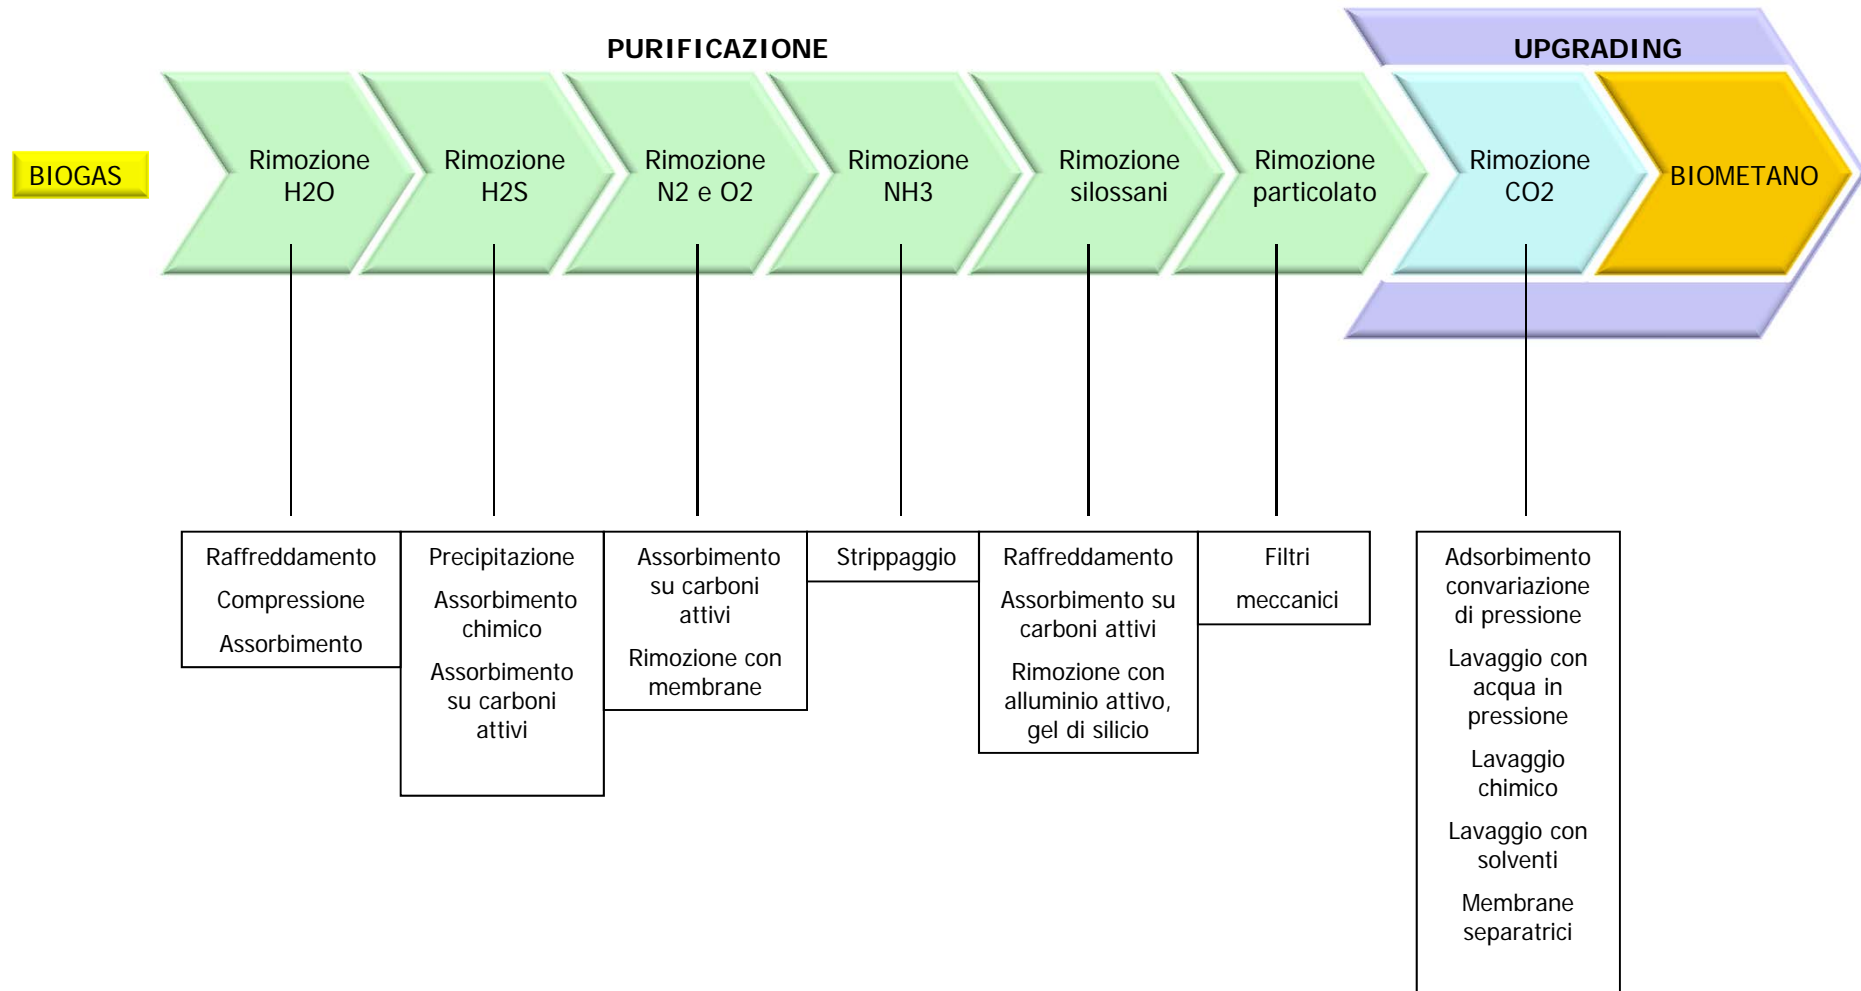 PURIFICAZIONE
UPGRADING
BIOGAS
Rimozione
H2O
Rimozione
H2S
Rimozione
N2 e O2
Rimozione
NH3
Rimozione
silossani
Rimozione
particolato
Rimozione
CO2
BIOMETANO
Raffreddamento
Compressione
Assorbimento
Precipitazione
Assorbimento
chimico
Assorbimento
su carboni
attivi
Assorbimento
su carboni
attivi
Rimozione con
membrane
Strippaggio
Raffreddamento
Assorbimento su
carboni attivi
Rimozione con
alluminio attivo,
gel di silicio
Filtri
meccanici
Adsorbimento
convariazione
di pressione
Lavaggio con
acqua in
pressione
Lavaggio
chimico
Lavaggio con
solventi
Membrane
separatrici